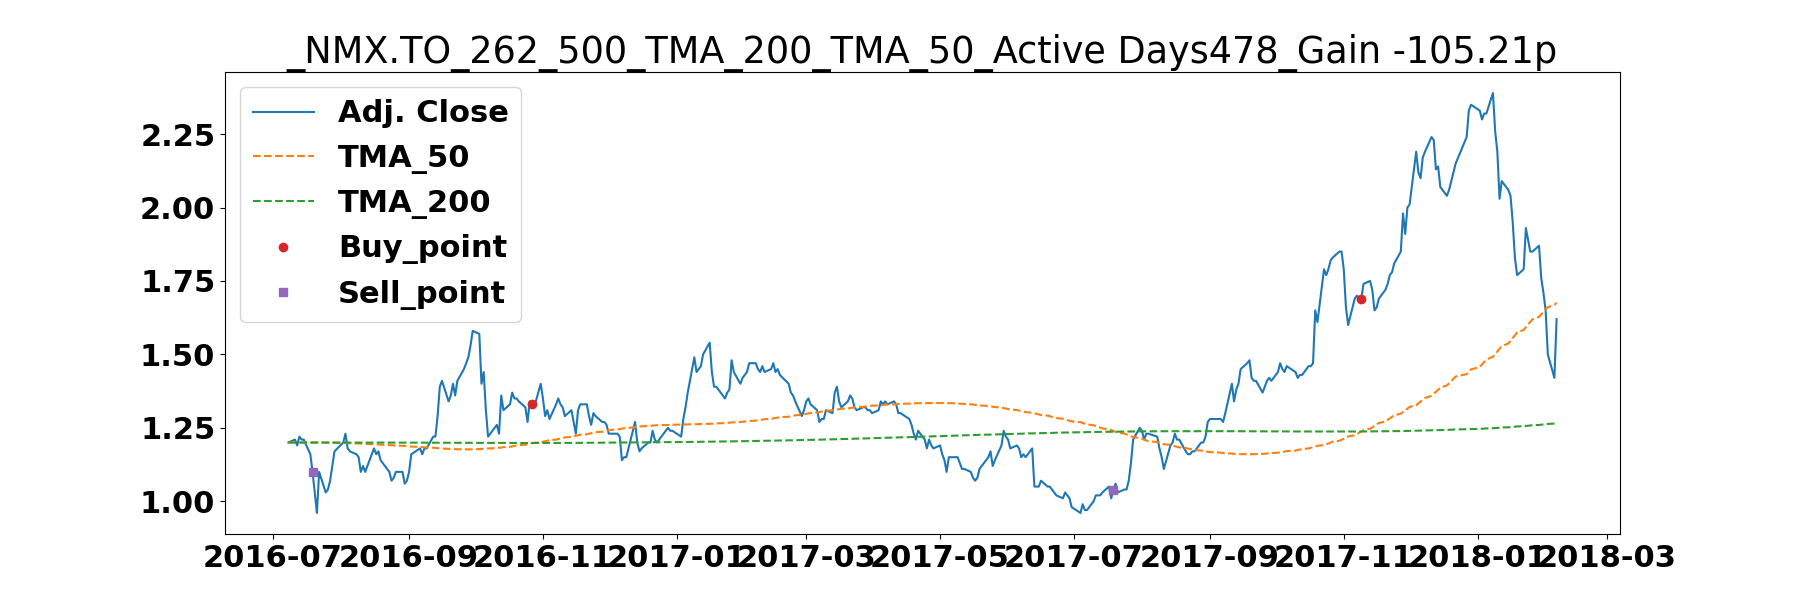 _NMX.TO_262_500_TMA_200_TMA_50_Active Days478_Gain -105.21p
Adj. Close
TMA_50
TMA_200
Buy_point
Sell_point
2.25
2.00
1.75
1.50
1.25
1.00
2016-07 2016-09 2016-11 2017-01 2017-03 2017-05 2017-07 2017-09 2017-11 2018-01 2018-03